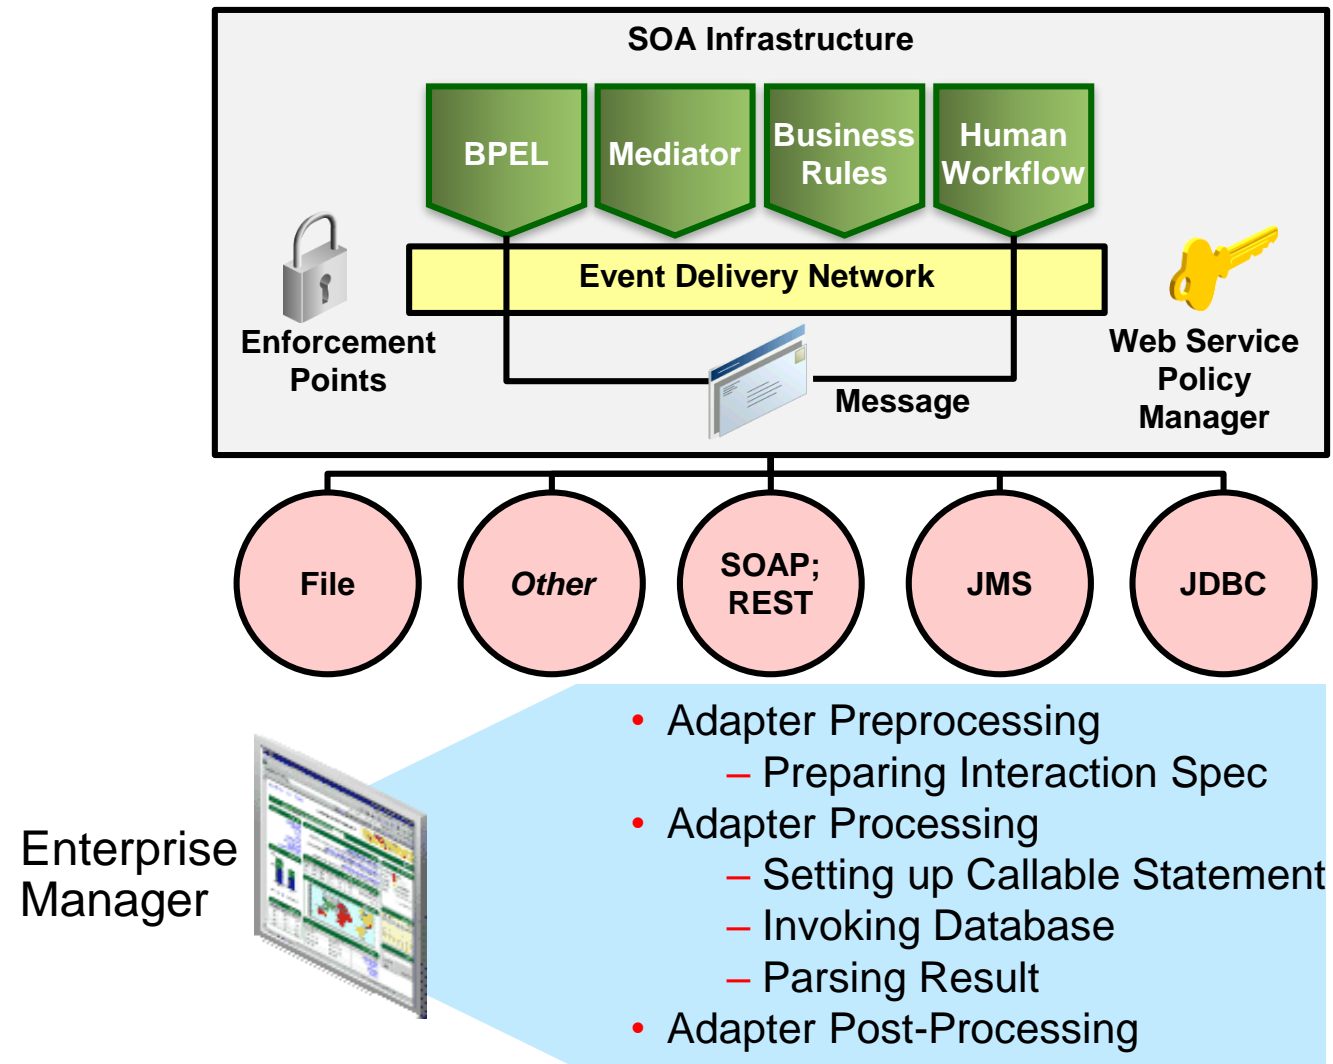 SOA Infrastructure
BPEL
Mediator
Business
Rules
Human
Workflow
Event Delivery Network
Enforcement
Points
Message
Web Service
Policy
Manager
File
Other
SOAP;
REST
JMS
JDBC
Enterprise
Manager
• Adapter Preprocessing
– Preparing Interaction Spec
• Adapter Processing
– Setting up Callable Statement
– Invoking Database
– Parsing Result
• Adapter Post-Processing